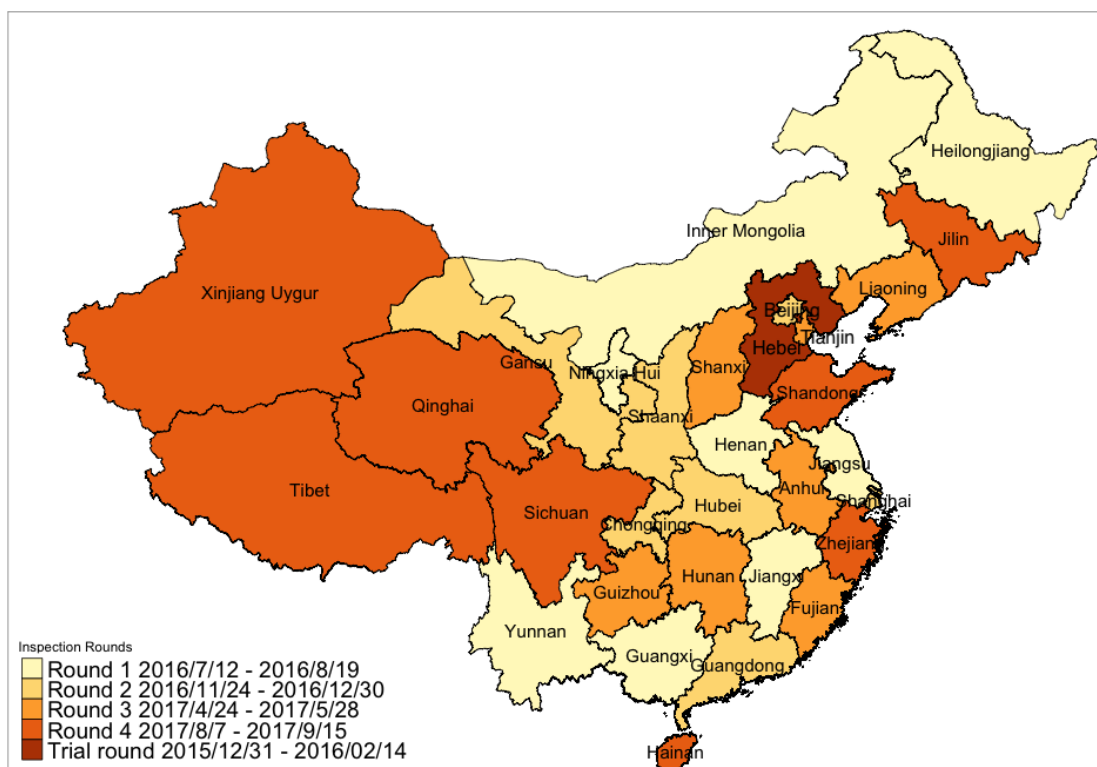 Heilongjiang
Inner Mongolia
Jilin
Xinjiang Uygur
Liaoning
Beijing
Tianjin
Hebei
Gansu
Ningxia Hui
Shanxi
Shandong
Qinghai
Shaanxi
Henan
Jiangsu
Tibet
Anhui
Shanghai
Sichuan
Hubei
Chongqing
Zhejiang
Hunan
Jiangxi
Guizhou
Fujian
Yunnan
Guangxi
Guangdong
Hainan
Inspection Rounds
Round 1 2016/7/12 - 2016/8/19
Round 2 2016/11/24 - 2016/12/30
Round 3 2017/4/24 - 2017/5/28
Round 4 2017/8/7 - 2017/9/15
Trial round 2015/12/31 - 2016/02/14